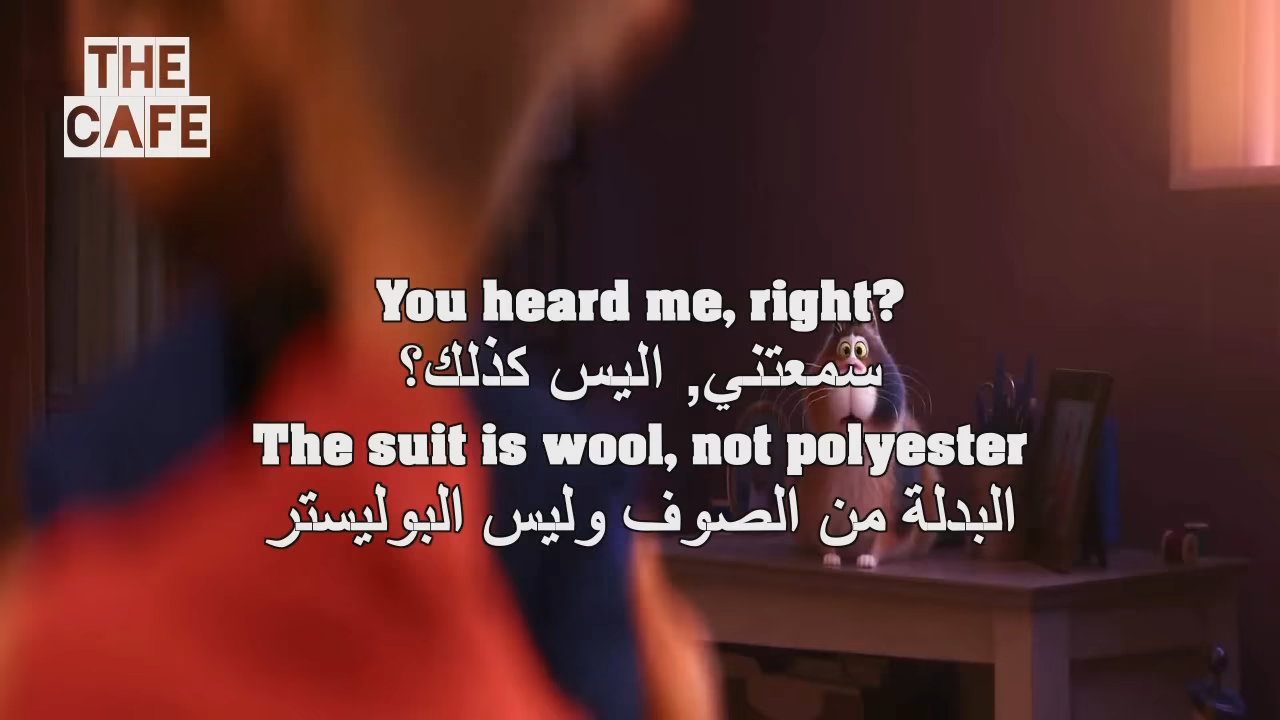 THE
CAFE
You heard me, right?
سمعتني, اليس كذلك؟
The suit is wool, not polyester
البدلة من الصوف وليس البوليستر